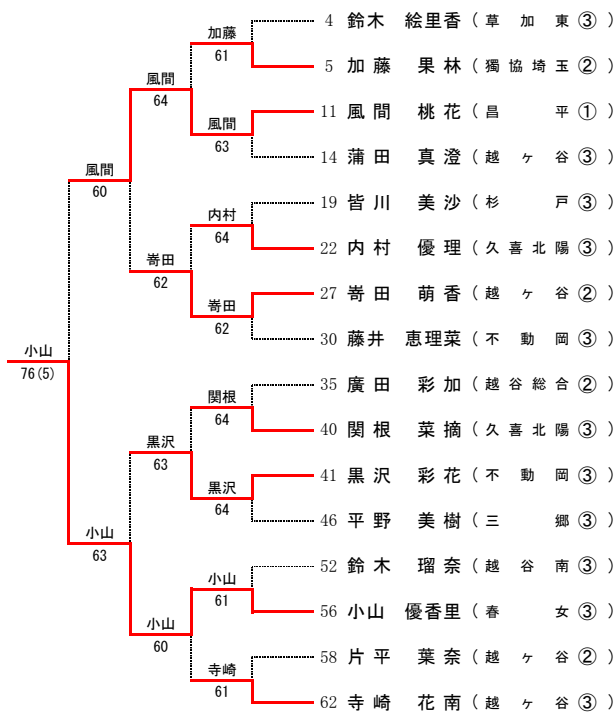 4 鈴木 絵里香 (草加東 ③)
加藤
61
5 加藤 果林 (獨協埼玉 ②)
風間
64
11 風間 桃花 (昌平 ①)
風間
63
14 蒲田 真澄 (越ヶ谷 ③)
風間
60
19 皆川 美沙 (杉戸 ③)
内村
64
22 内村 優理 (久喜北陽 ③)
嵜田
62
27 嵜田 萌香 (越ヶ谷 ②)
嵜田
62
30 藤井 恵理菜 (不動岡 ③)
小山
76(5)
35 廣田 彩加 (越谷総合 ②)
関根
64
40 関根 菜摘 (久喜北陽 ③)
黒沢
63
41 黒沢 彩花 (不動岡 ③)
黒沢
64
46 平野 美樹 (三郷 ③)
小山
63
52 鈴木 瑠奈 (越谷南 ③)
小山
61
56 小山 優香里 (春女 ③)
小山
60
58 片平 葉奈 (越ヶ谷 ②)
寺崎
61
62 寺崎 花南 (越ヶ谷 ③)